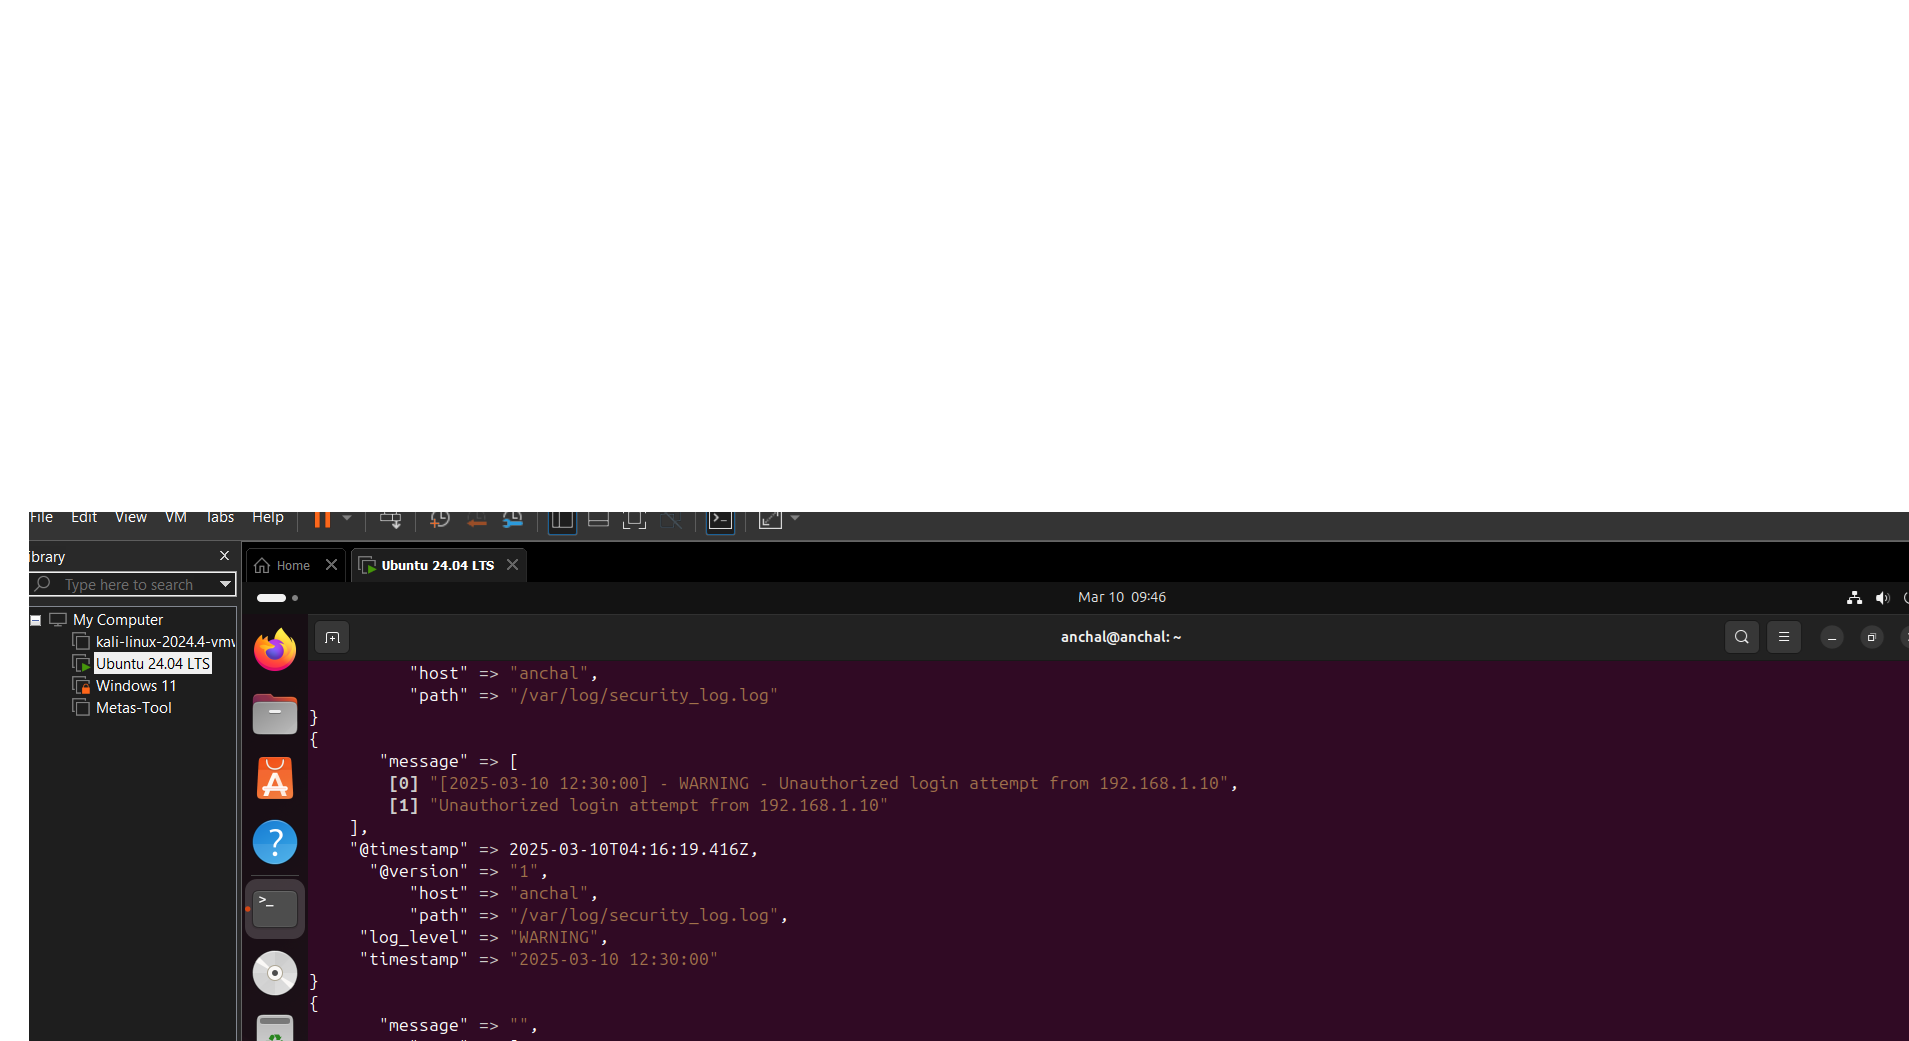 File Edit View VM Tabs Help
ibrary
Home
Ubuntu 24.04 LTS
Type here to search
Mar 10 09:46
My Computer
kali-linux-2024.4-vmw
Ubuntu 24.04 LTS
Windows 11
Metas-Tool
anchal@anchal: ~
"host" => "anchal",
"path" => "/var/log/security_log.log"
}
{
"message" => [
[0] "[2025-03-10 12:30:00] - WARNING - Unauthorized login attempt from 192.168.1.10",
[1] "Unauthorized login attempt from 192.168.1.10"
],
"@timestamp" => 2025-03-10T04:16:19.416Z,
"@version" => "1",
"host" => "anchal",
"path" => "/var/log/security_log.log",
"log_level" => "WARNING",
"timestamp" => "2025-03-10 12:30:00"
}
{
"message" => "",